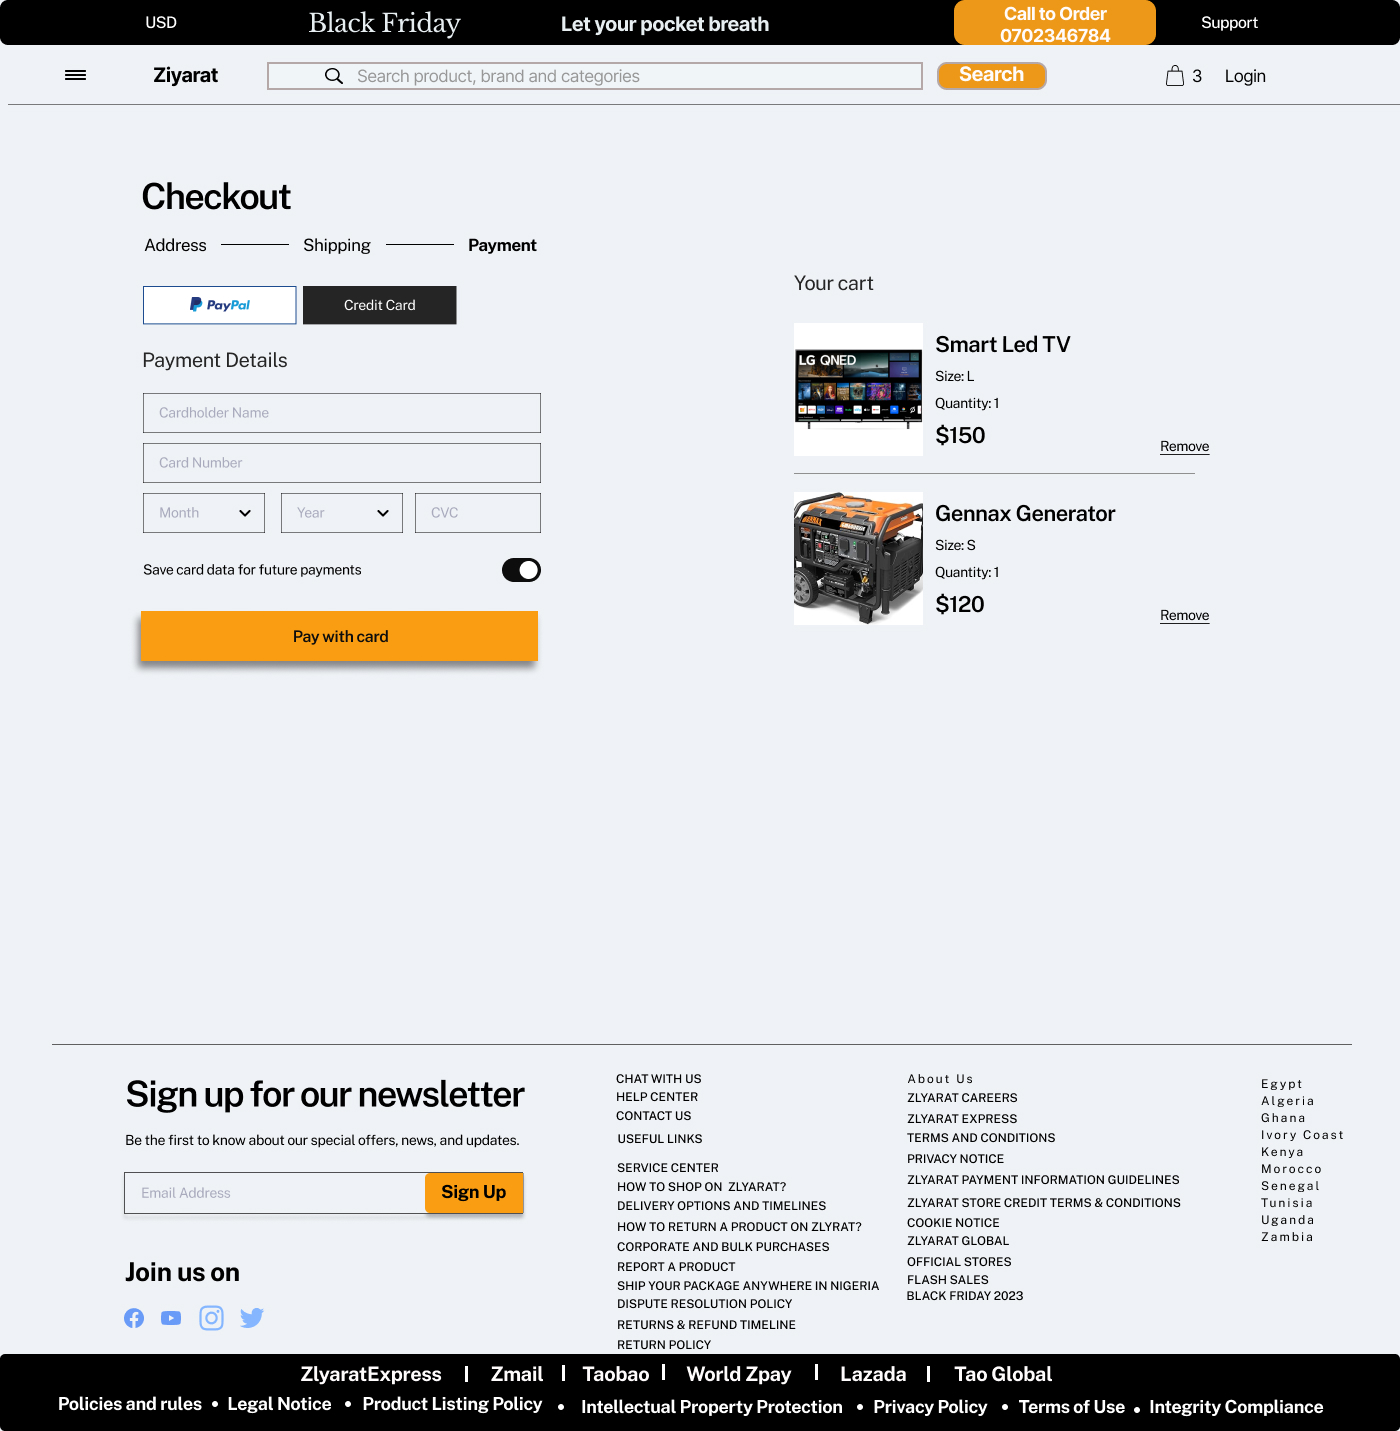 USD
Black Friday
Let your pocket breath
Call to Order
0702346784
Support
Ziyarat
Search product, brand and categories
Search
3
Login
Checkout
Address
Shipping
Payment
PayPal
Credit Card
Payment Details
Cardholder Name
Card Number
Month
Year
CVC
Save card data for future payments
Pay with card
Your cart
LG QNED
Smart Led TV
Size: L
Quantity: 1
$150
Remove
GENNAX
Gennax Generator
Size: S
Quantity: 1
$120
Remove
Sign up for our newsletter
Be the first to know about our special offers, news, and updates.
Email Address
Sign Up
Join us on
CHAT WITH US
HELP CENTER
CONTACT US
USEFUL LINKS
SERVICE CENTER
HOW TO SHOP ON ZLYARAT?
DELIVERY OPTIONS AND TIMELINES
HOW TO RETURN A PRODUCT ON ZLYRAT?
CORPORATE AND BULK PURCHASES
REPORT A PRODUCT
SHIP YOUR PACKAGE ANYWHERE IN NIGERIA
DISPUTE RESOLUTION POLICY
RETURNS & REFUND TIMELINE
RETURN POLICY
About Us
ZLYARAT CAREERS
ZLYARAT EXPRESS
TERMS AND CONDITIONS
PRIVACY NOTICE
ZLYARAT PAYMENT INFORMATION GUIDELINES
ZLYARAT STORE CREDIT TERMS & CONDITIONS
COOKIE NOTICE
ZLYARAT GLOBAL
OFFICIAL STORES
FLASH SALES
BLACK FRIDAY 2023
Egypt
Algeria
Ghana
Ivory Coast
Kenya
Morocco
Senegal
Tunisia
Uganda
Zambia
ZlyaratExpress | Zmail | Taobao | World Zpay | Lazada | Tao Global
Policies and rules • Legal Notice • Product Listing Policy • Intellectual Property Protection • Privacy Policy • Terms of Use • Integrity Compliance